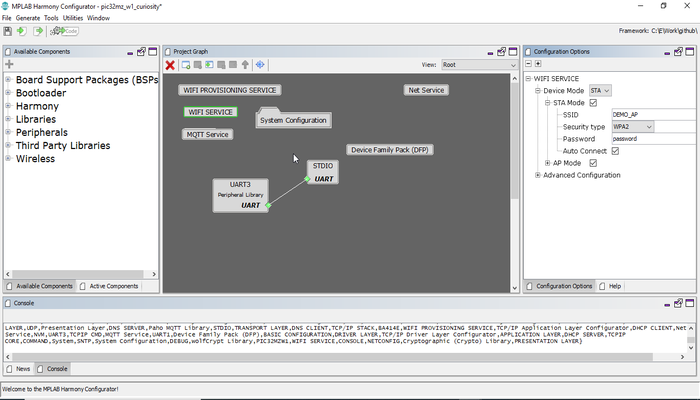 MPLAB Harmony Configurator - pic32mz_w1_curiosity*
File Generate Tools Utilities Window
Code
Framework: C:\E\Work\github\
Available Components
Project Graph
Configuration Options
View: Root
Board Support Packages (BSPs
Bootloader
Harmony
Libraries
Peripherals
Third Party Libraries
Wireless
WIFI PROVISIONING SERVICE
Net Service
WIFI SERVICE
System Configuration
MQTT Service
Device Family Pack (DFP)
STDIO
UART
UART3
Peripheral Library
UART
WIFI SERVICE
Device Mode STA
STA Mode
SSID DEMO_AP
Security type WPA2
Password password
Auto Connect
AP Mode
Advanced Configuration
Available Components Active Components
Configuration Options Help
Console
LAYER,UDP,Presentation Layer,DNS SERVER,Paho MQTT Library,STDIO,TRANSPORT LAYER,DNS CLIENT,TCP/IP STACK,BA414E,WIFI PROVISIONING SERVICE,TCP/IP Application Layer Configurator,DHCP CLIENT,Net
Service,NVM,UART3,TCPIP CMD,MQTT Service,UART1,Device Family Pack (DFP),BASIC CONFIGURATION,DRIVER LAYER,TCP/IP Driver Layer Configurator,APPLICATION LAYER,DHCP SERVER,TCPIP
CORE,COMMAND,System,SNTP,System Configuration,DEBUG,wolfCrypt Library,PIC32MZW1,WIFI SERVICE,CONSOLE,NETCONFIG,Cryptographic (Crypto) Library,PRESENTATION LAYER}
News Console
Welcome to the MPLAB Harmony Configurator!